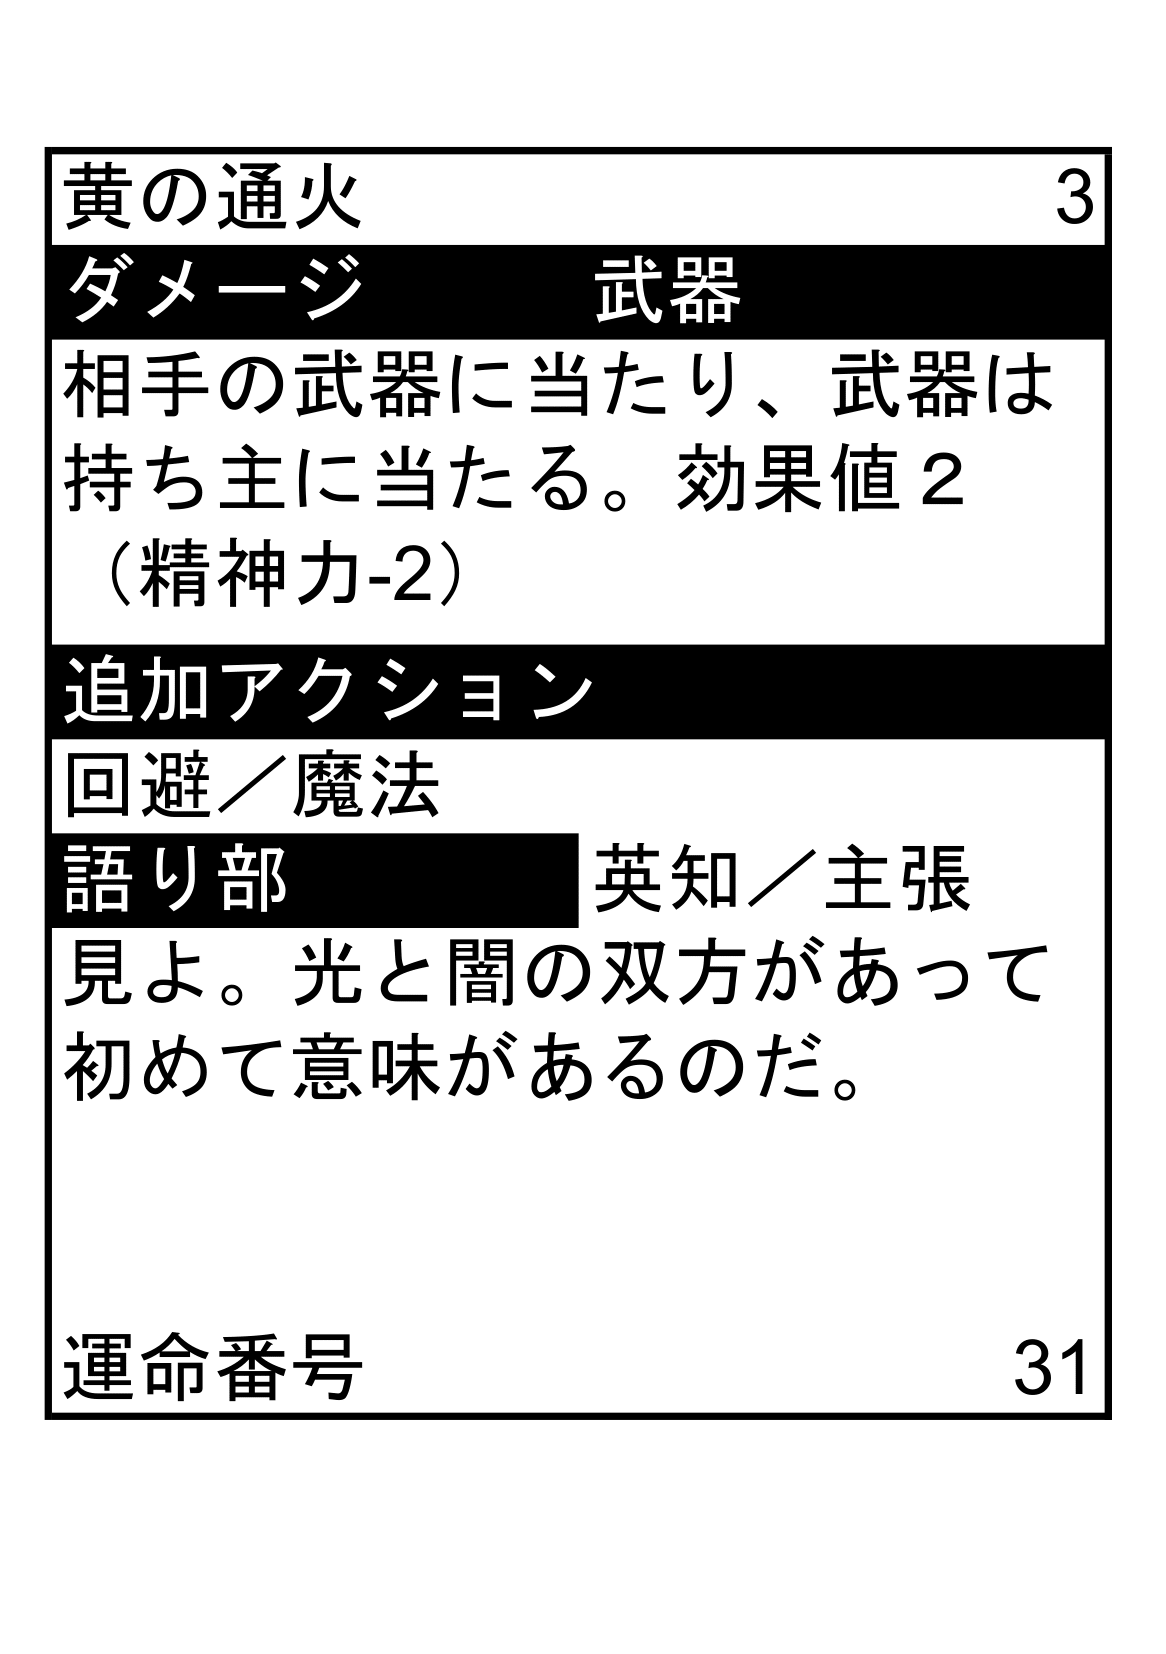 黄の通火 3
ダメージ 武器
相手の武器に当たり、武器は
持ち主に当たる。効果値２
（精神力-2）
追加アクション
回避／魔法
語り部 英知／主張
見よ。光と闇の双方があって
初めて意味があるのだ。
運命番号 31